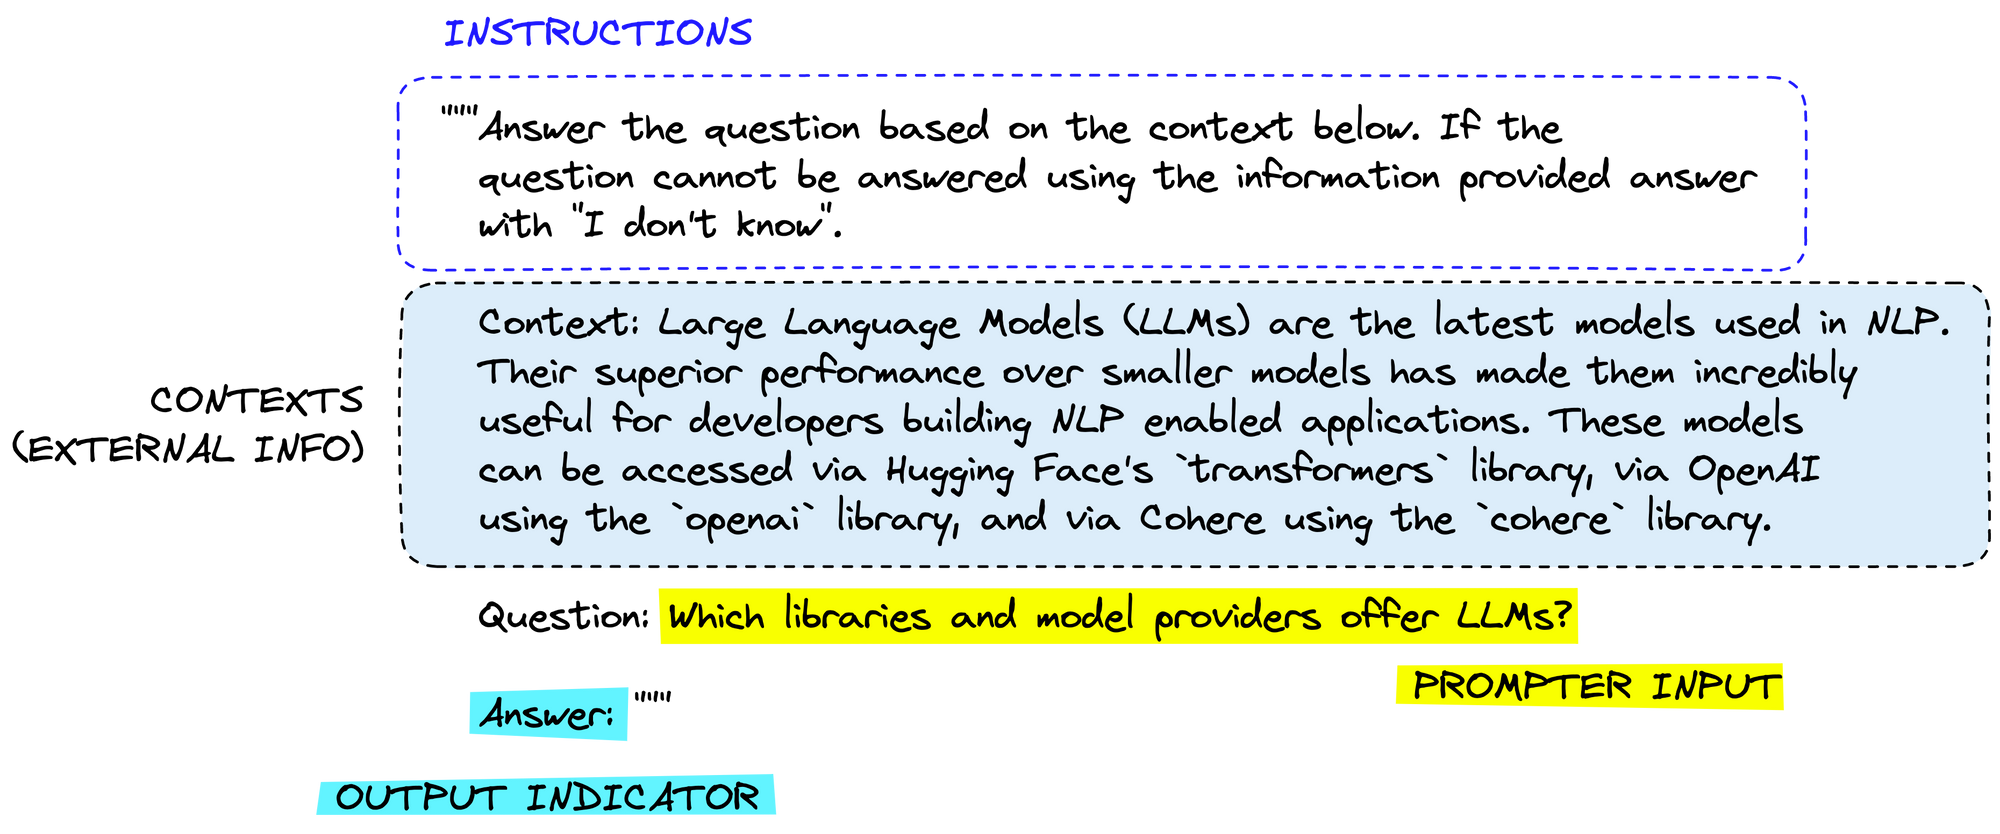 INSTRUCTIONS
"""Answer the question based on the context below. If the
question cannot be answered using the information provided answer
with "I don't know".
CONTEXTS
(EXTERNAL INFO)
Context: Large Language Models (LLMs) are the latest models used in NLP.
Their superior performance over smaller models has made them incredibly
useful for developers building NLP enabled applications. These models
can be accessed via Hugging Face's `transformers` library, via OpenAI
using the `openai` library, and via Cohere using the `cohere` library.
Question: Which libraries and model providers offer LLMs?
PROMPTER INPUT
Answer: """
OUTPUT INDICATOR